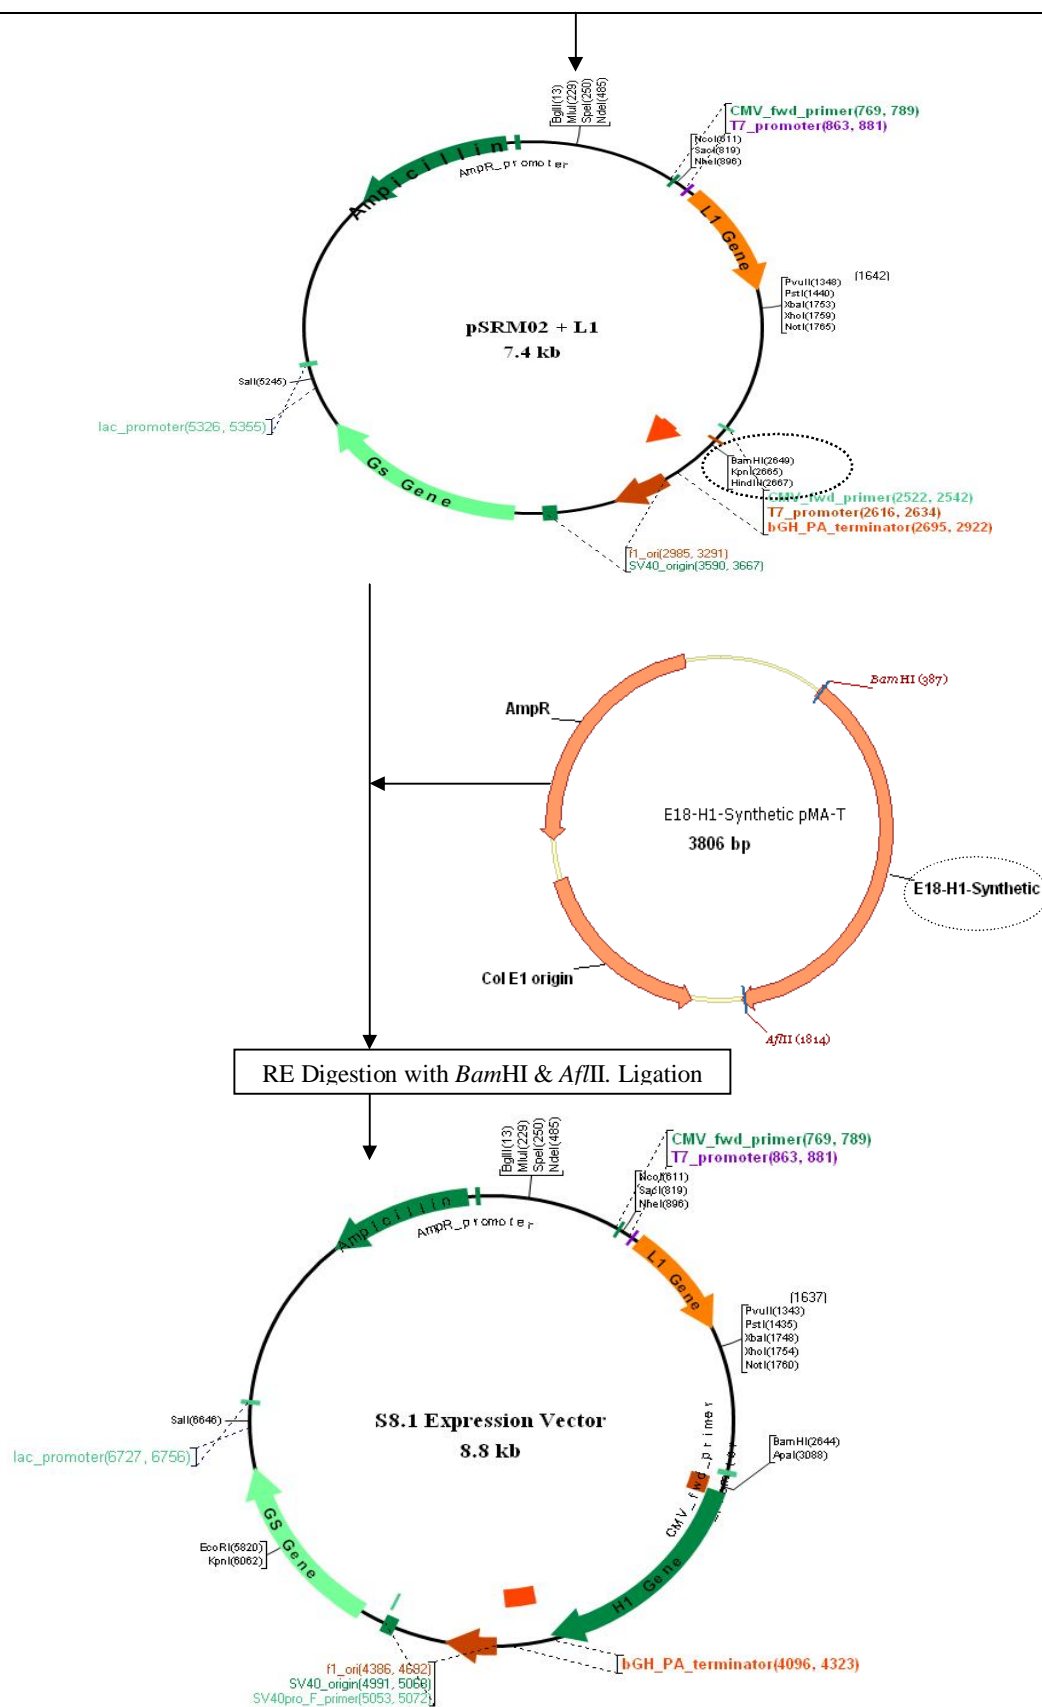 BglII(13)
MluI(229)
SpeI(250)
NdeI(485)
CMV_fwd_primer(769, 789)
T7_promoter(863, 881)
NcoI(611)
SacI(819)
NheI(896)
Ampicillin
AmpR_promoter
L1 Gene
(1642)
PvuII(1348)
PstI(1440)
XbaI(1753)
XhoI(1759)
NotI(1765)
pSRM02 + L1
7.4 kb
SalI(5245)
lac_promoter(5326, 5355)
Gs Gene
BamHI(2649)
KpnI(2665)
HindIII(2667)
CMV_fwd_primer(2522, 2542)
T7_promoter(2616, 2634)
bGH_PA_terminator(2695, 2922)
f1_ori(2985, 3291)
SV40_origin(3590, 3667)
BamHI (387)
AmpR
E18-H1-Synthetic pMA-T
3806 bp
E18-H1-Synthetic
Col E1 origin
AflII (1814)
RE Digestion with BamHI & AflII. Ligation
BglII(13)
MluI(229)
SpeI(250)
NdeI(485)
CMV_fwd_primer(769, 789)
T7_promoter(863, 881)
NcoI(611)
SacI(819)
NheI(896)
Ampicillin
AmpR_promoter
L1 Gene
(1637)
PvuII(1343)
PstI(1435)
XbaI(1748)
XhoI(1754)
NotI(1760)
S8.1 Expression Vector
8.8 kb
SalI(6646)
lac_promoter(6727, 6756)
CMV_fwd_primer
BamHI(2644)
ApaI(3088)
GS Gene
EcoRI(5820)
KpnI(6062)
H1 Gene
f1_ori(4386, 4692)
SV40_origin(4991, 5068)
SV40pro_F_primer(5053, 5072)
bGH_PA_terminator(4096, 4323)